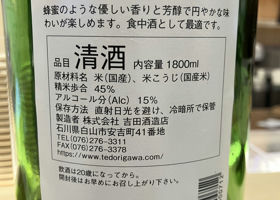 蜂蜜のような優しい香りと芳醇で円やかな味
わいが楽しめます。食中酒として最適です。
品目 清酒 内容量 1800ml
原材料名 米(国産)、米こうじ(国産米)
精米歩合 45%
アルコール分(Alc) 15%
保存方法 直射日光を避け、冷暗所で保管
製造者 株式会社 吉田酒造店
石川県白山市安吉町41番地
TEL(076)276-3311
FAX(076)276-3378
https://www.tedorigawa.com
飲酒は20歳になってから。
開封後はお早めにお召し上がり下さい。